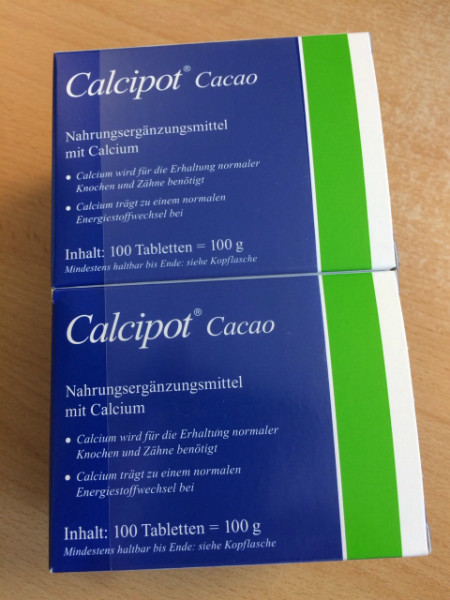 Calcipot® Cacao
Nahrungsergänzungsmittel
mit Calcium
• Calcium wird für die Erhaltung normaler
Knochen und Zähne benötigt
• Calcium trägt zu einem normalen
Energiestoffwechsel bei
Inhalt: 100 Tabletten = 100 g
Mindestens haltbar bis Ende: siehe Kopflasche
Calcipot® Cacao
Nahrungsergänzungsmittel
mit Calcium
• Calcium wird für die Erhaltung normaler
Knochen und Zähne benötigt
• Calcium trägt zu einem normalen
Energiestoffwechsel bei
Inhalt: 100 Tabletten = 100 g
Mindestens haltbar bis Ende: siehe Kopflasche